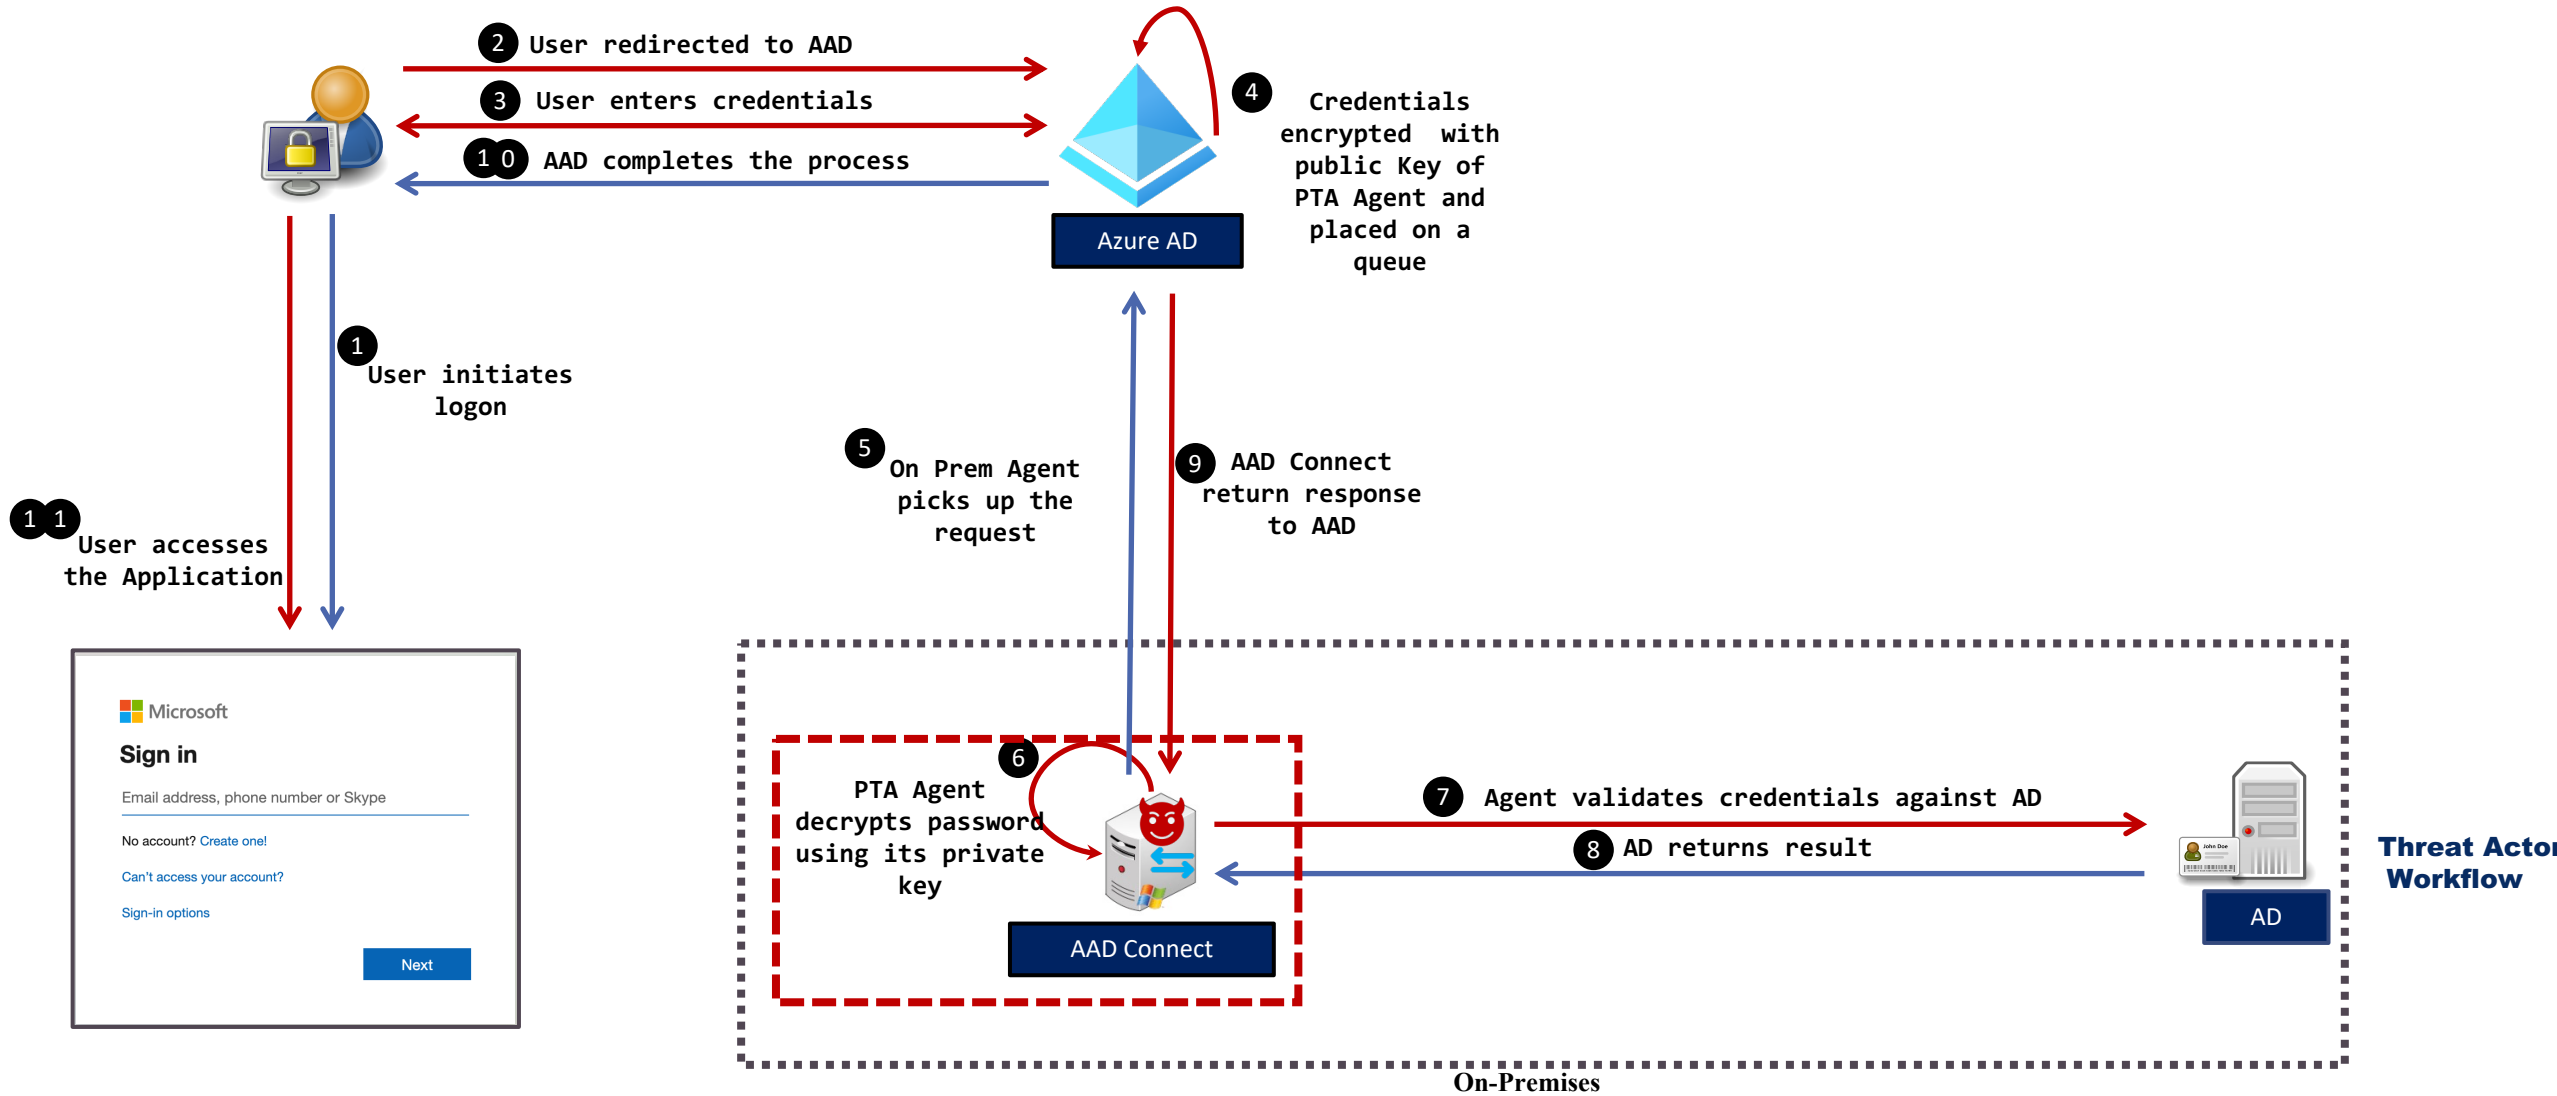 2 User redirected to AAD
3 User enters credentials
10 AAD completes the process
4 Credentials
encrypted with
public Key of
PTA Agent and
placed on a
queue
Azure AD
1 User initiates
logon
5 On Prem Agent
picks up the
request
9 AAD Connect
return response
to AAD
11 User accesses
the Application
Microsoft
Sign in
Email address, phone number or Skype
No account? Create one!
Can't access your account?
Sign-in options
Next
6 PTA Agent
decrypts password
using its private
key
AAD Connect
7 Agent validates credentials against AD
8 AD returns result
John Doe
AD
Threat Actor
Workflow
On-Premises